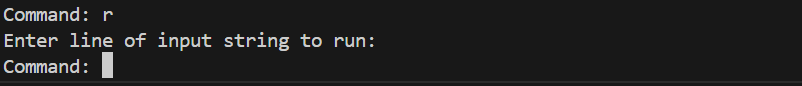 Command: r
Enter line of input string to run:
Command: